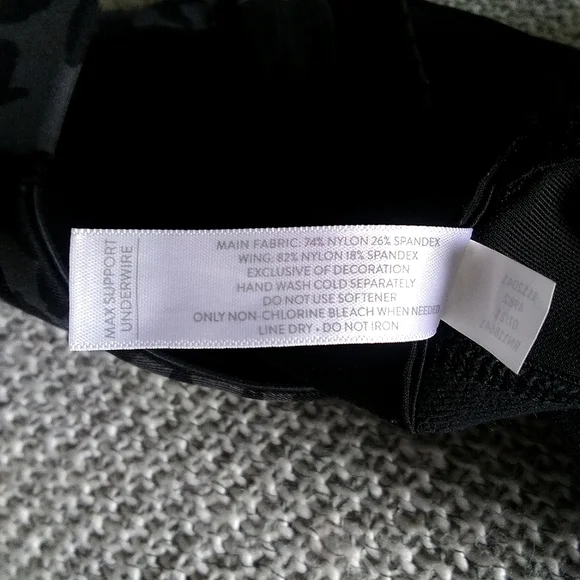 MAX SUPPORT
UNDERWIRE
MAIN FABRIC: 74% NYLON 26% SPANDEX
WING: 82% NYLON 18% SPANDEX
EXCLUSIVE OF DECORATION
HAND WASH COLD SEPARATELY
DO NOT USE SOFTENER
ONLY NON-CHLORINE BLEACH WHEN NEEDED
LINE DRY • DO NOT IRON